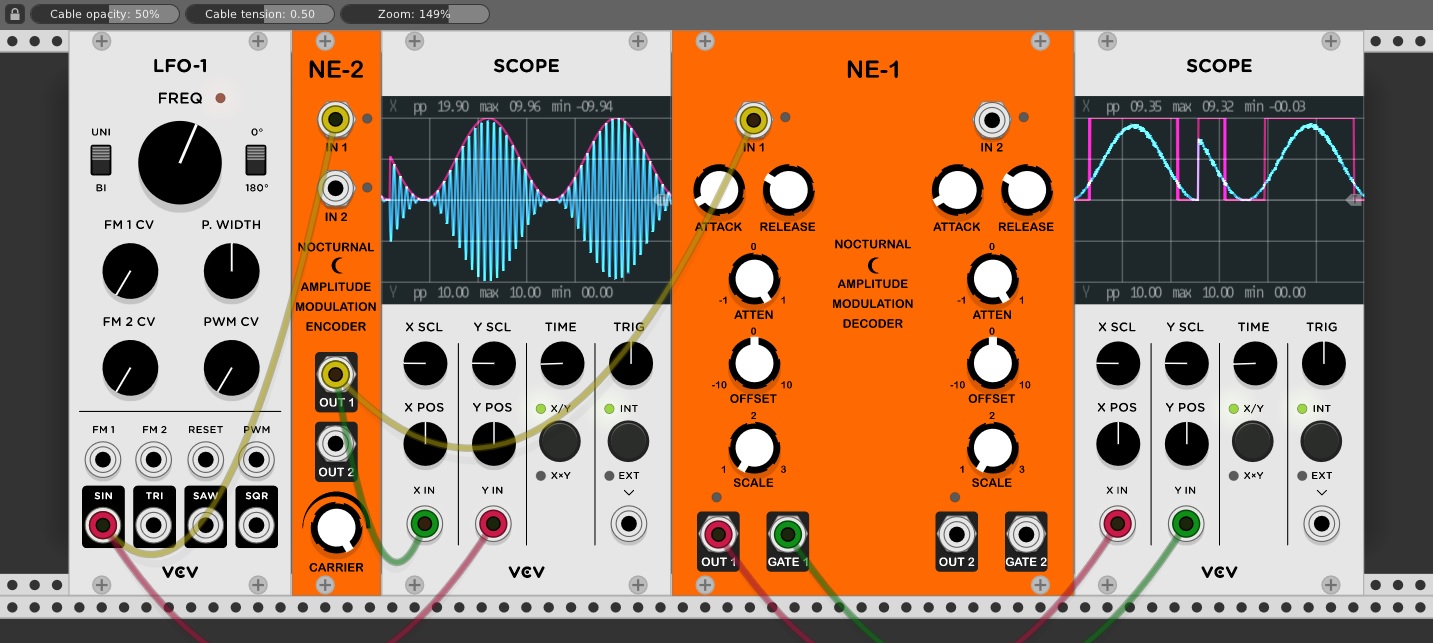 Cable opacity: 50%
Cable tension: 0.50
Zoom: 149%
LFO-1
FREQ
UNI
BI
0°
180°
FM 1 CV
P. WIDTH
FM 2 CV
PWM CV
FM 1
FM 2
RESET
PWM
SIN
TRI
SAW
SQR
VCV
NE-2
IN 1
IN 2
NOCTURNAL
AMPLITUDE
MODULATION
ENCODER
OUT 1
OUT 2
CARRIER
SCOPE
X pp 19.90 max 09.96 min -09.94
Y pp 10.00 max 10.00 min 00.00
X SCL
Y SCL
TIME
TRIG
X POS
Y POS
X/Y
INT
X×Y
EXT
X IN
Y IN
VCV
NE-1
IN 1
IN 2
ATTACK
RELEASE
ATTACK
RELEASE
NOCTURNAL
AMPLITUDE
MODULATION
DECODER
0
-1
1
ATTEN
0
-1
1
ATTEN
0
-10
10
OFFSET
0
-10
10
OFFSET
2
1
3
SCALE
2
1
3
SCALE
OUT 1
GATE 1
OUT 2
GATE 2
SCOPE
X pp 09.35 max 09.32 min -00.03
Y pp 10.00 max 10.00 min 00.00
X SCL
Y SCL
TIME
TRIG
X POS
Y POS
X/Y
INT
X×Y
EXT
X IN
Y IN
VCV